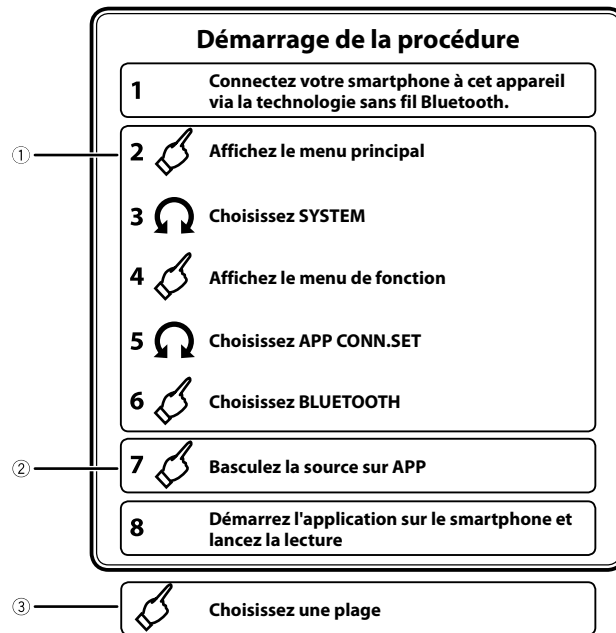 Démarrage de la procédure
1 Connectez votre smartphone à cet appareil
via la technologie sans fil Bluetooth.
① 2 Affichez le menu principal
3 Choisissez SYSTEM
4 Affichez le menu de fonction
5 Choisissez APP CONN.SET
6 Choisissez BLUETOOTH
② 7 Basculez la source sur APP
8 Démarrez l'application sur le smartphone et
lancez la lecture
③ Choisissez une plage